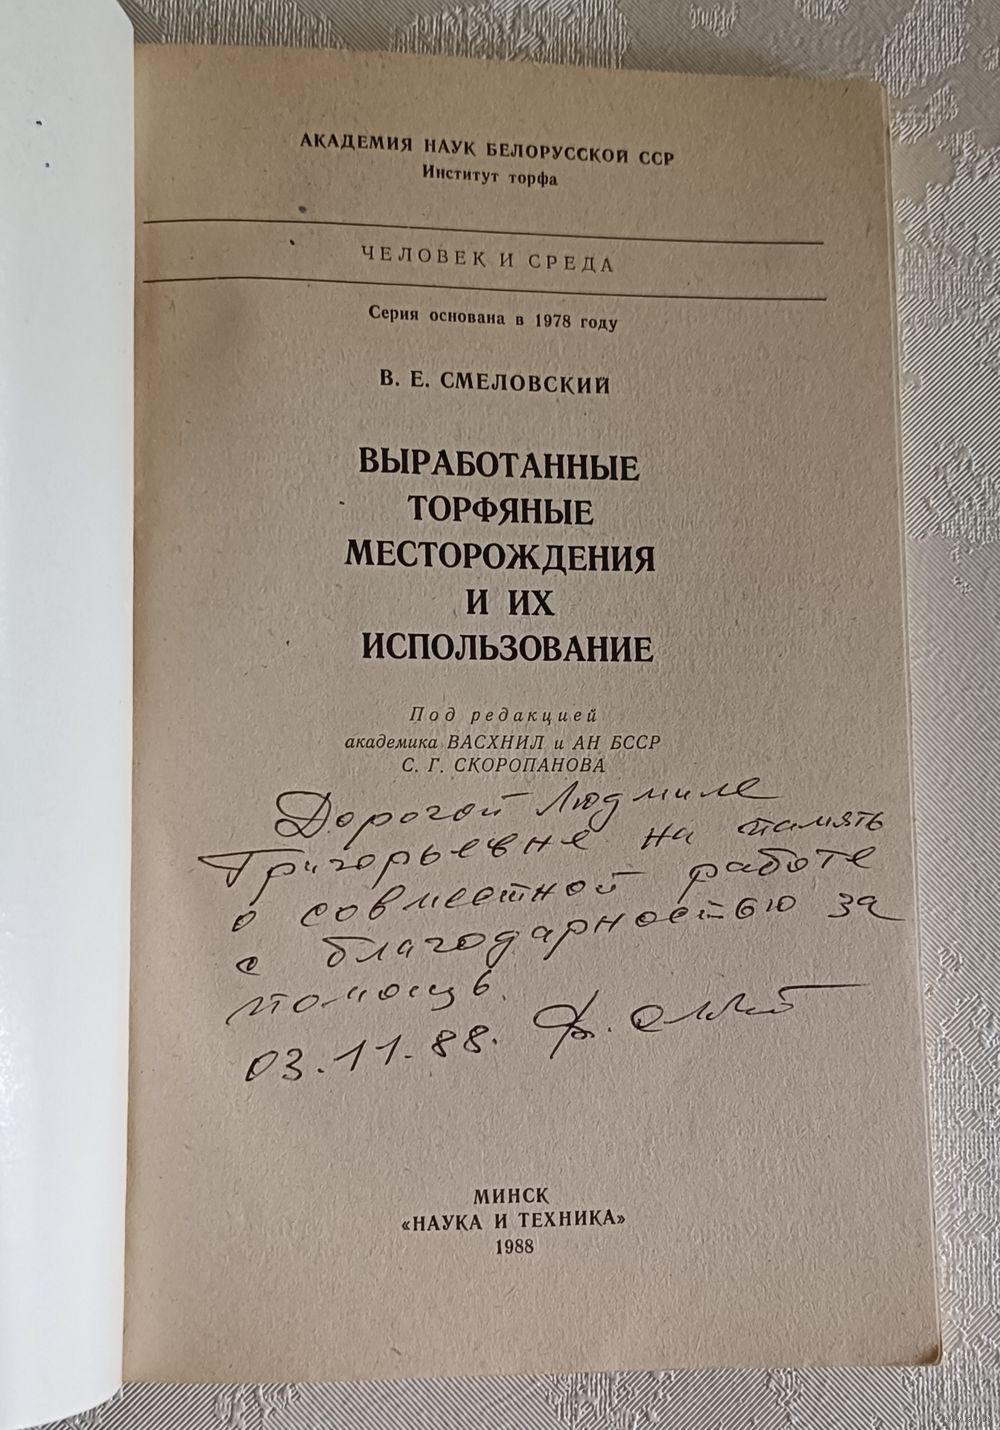 АКАДЕМИЯ НАУК БЕЛОРУССКОЙ ССР
Институт торфа
ЧЕЛОВЕК И СРЕДА
Серия основана в 1978 году
В. Е. СМЕЛОВСКИЙ
ВЫРАБОТАННЫЕ
ТОРФЯНЫЕ
МЕСТОРОЖДЕНИЯ
И ИХ
ИСПОЛЬЗОВАНИЕ
Под редакцией
академика ВАСХНИЛ и АН БССР
С. Г. СКОРОПАНОВА
Дорогой Людмиле
Григорьевне на память
о совместной работе
с благодарностью за
помощь.
03.11.88.
МИНСК
«НАУКА И ТЕХНИКА»
1988